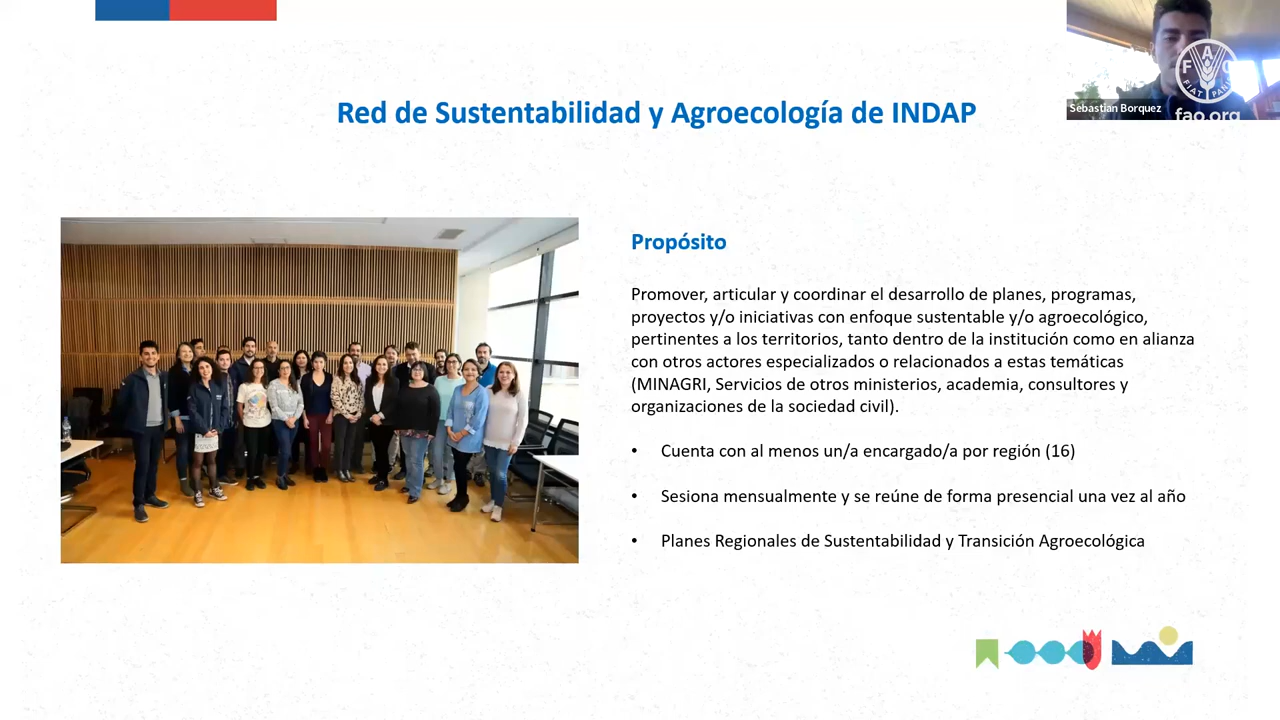 Red de Sustentabilidad y Agroecología de INDAP
Sebastian Borquez
FAO
FIAT PANIS
fao.org
Propósito
Promover, articular y coordinar el desarrollo de planes, programas,
proyectos y/o iniciativas con enfoque sustentable y/o agroecológico,
pertinentes a los territorios, tanto dentro de la institución como en alianza
con otros actores especializados o relacionados a estas temáticas
(MINAGRI, Servicios de otros ministerios, academia, consultores y
organizaciones de la sociedad civil).
• Cuenta con al menos un/a encargado/a por región (16)
• Sesiona mensualmente y se reúne de forma presencial una vez al año
• Planes Regionales de Sustentabilidad y Transición Agroecológica